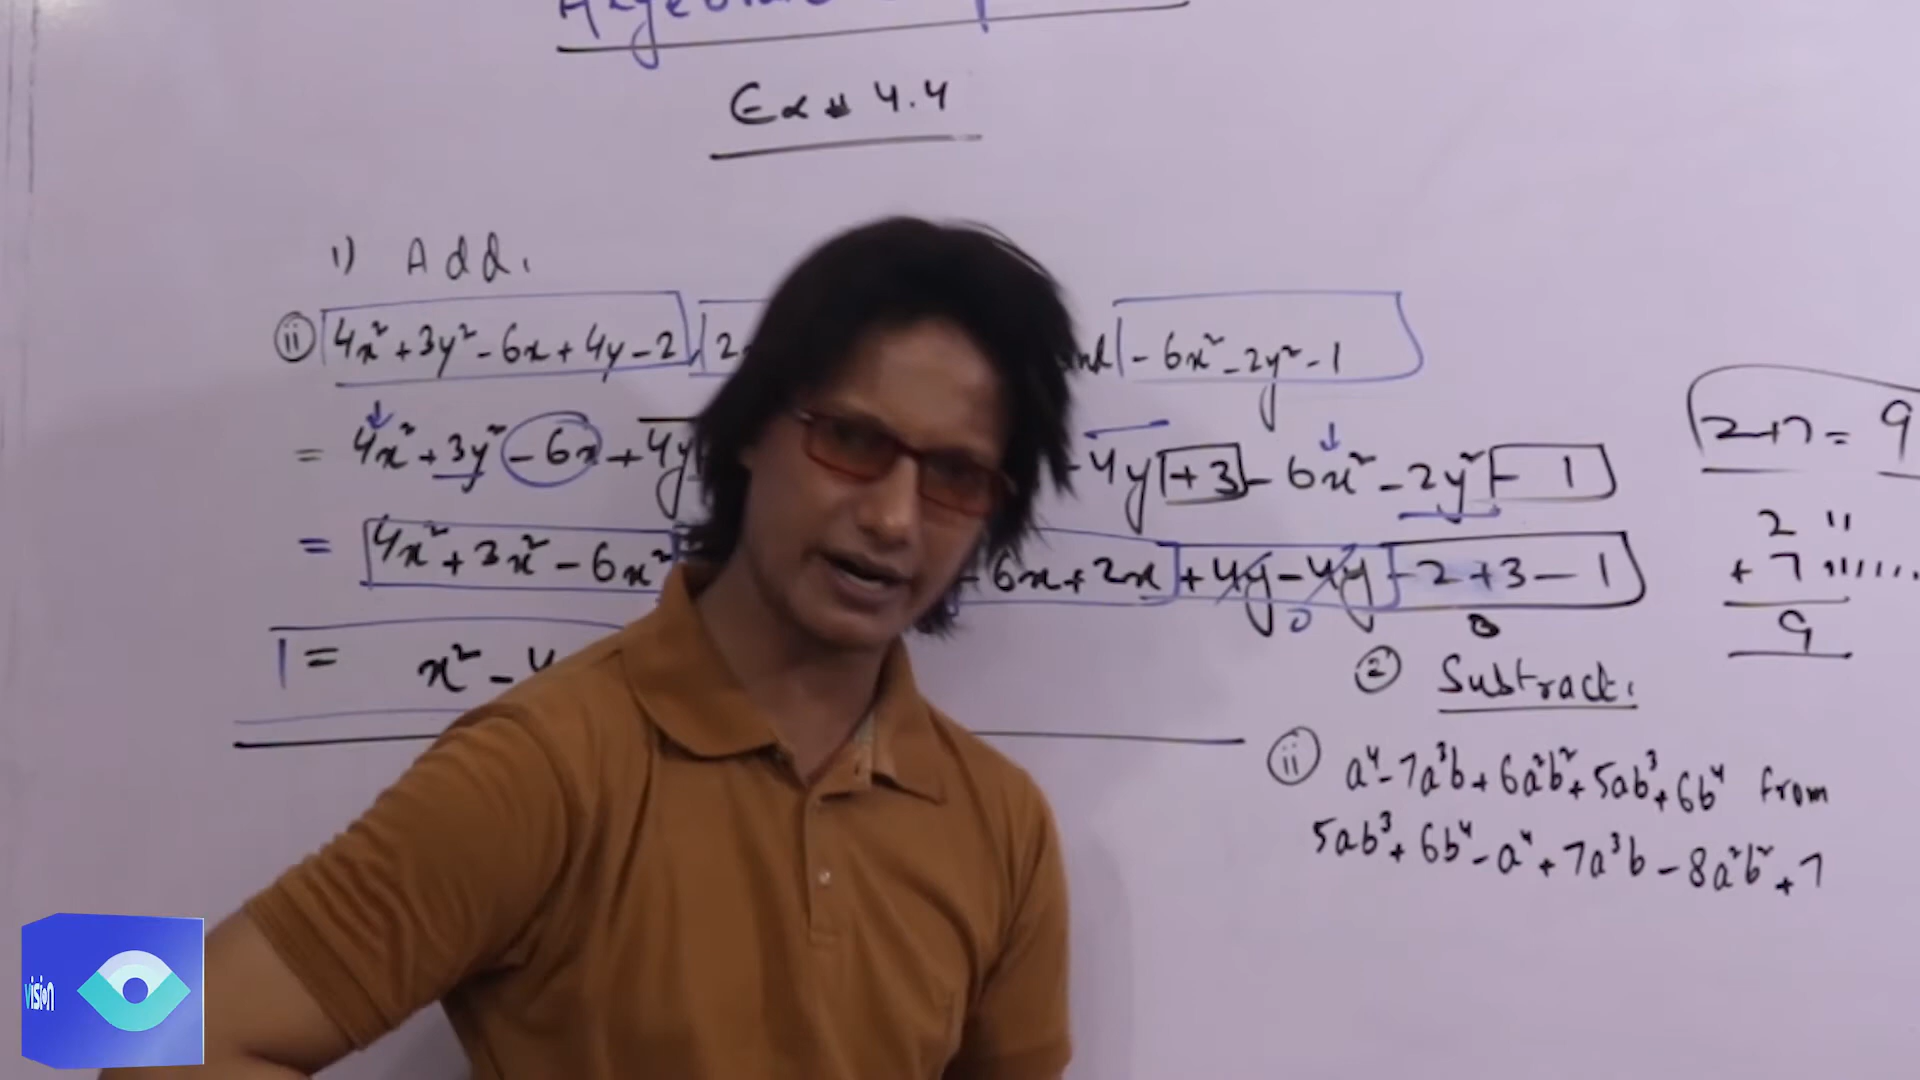 Algebraic
Ex # 4.4
1) Add.
ii) 4x² + 3y² - 6x + 4y - 2, 2 and - 6x² - 2y² - 1
= 4x² + 3y² - 6x + 4y - 4y + 3 - 6x² - 2y² - 1
= 4x² + 3x² - 6x² - 6x + 2x + 4y - 4y - 2 + 3 - 1
0 0
= x² - 4
2+7 = 9
2 "
+ 7 ''''''
9
② Subtract.
ii) a⁴ - 7a³b + 6a²b² + 5ab³ + 6b⁴ from
5ab³ + 6b⁴ - a⁴ + 7a³b - 8a²b² + 7
vision